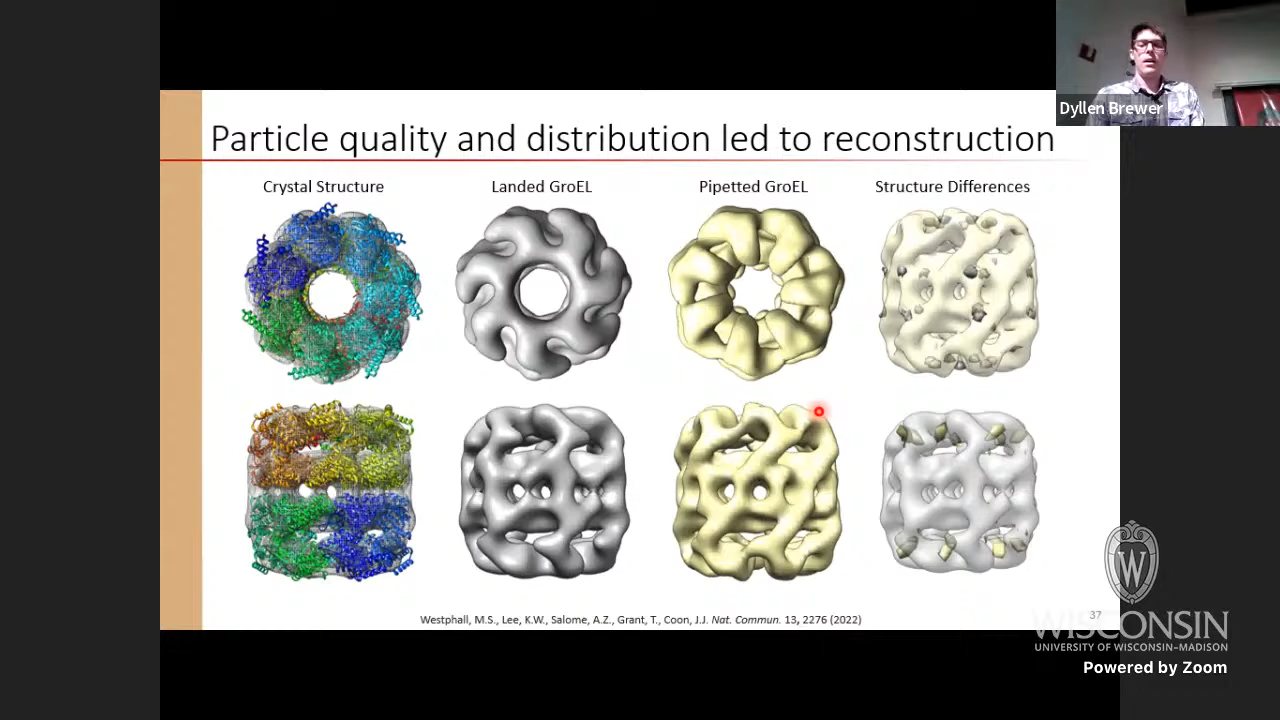 Dyllen Brewer
Particle quality and distribution led to reconstruction
Crystal Structure
Landed GroEL
Pipetted GroEL
Structure Differences
Westphall, M.S., Lee, K.W., Salome, A.Z., Grant, T., Coon, J.J. Nat. Commun. 13, 2276 (2022)
37
W
WISCONSIN
UNIVERSITY OF WISCONSIN–MADISON
Powered by Zoom